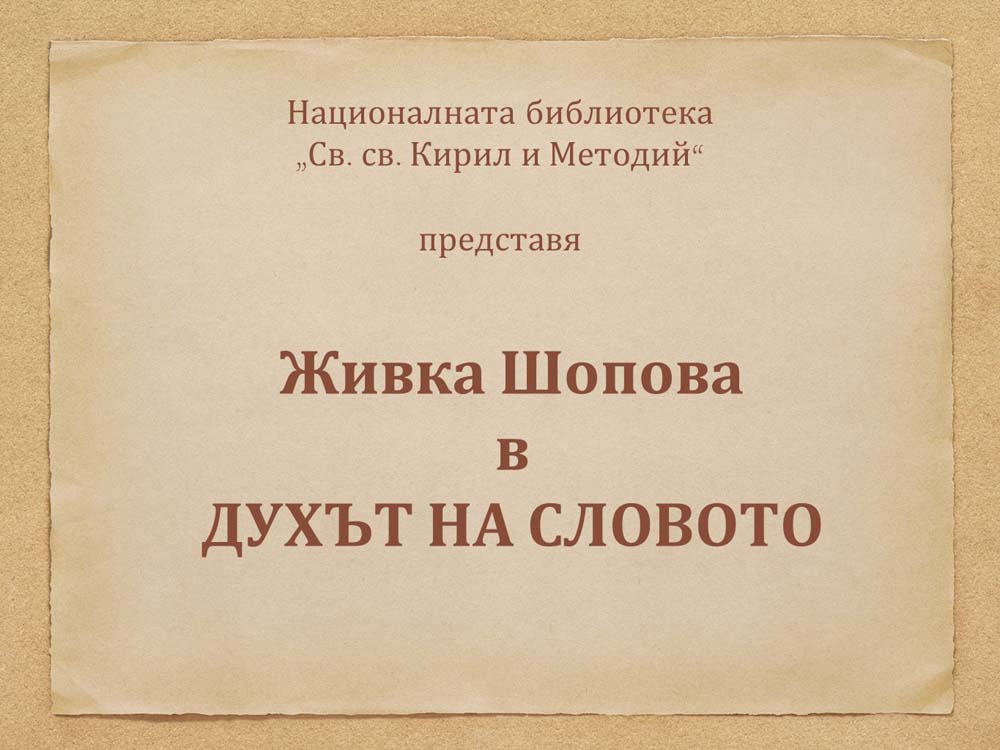 Националната библиотека
„Св. св. Кирил и Методий“
представя
Живка Шопова
в
ДУХЪТ НА СЛОВОТО